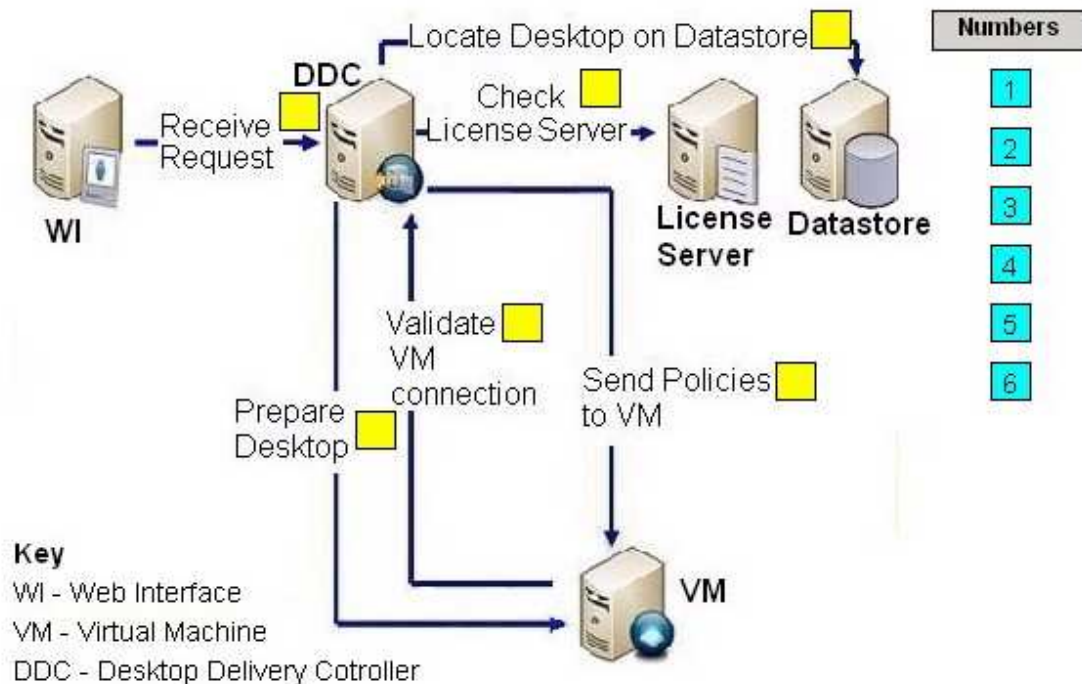 Locate Desktop on Datastore
Numbers
DDC
Check
License Server
Receive
Request
1
2
3
4
5
6
WI
License
Server
Datastore
Validate
VM
connection
Send Policies
to VM
Prepare
Desktop
VM
Key
WI - Web Interface
VM - Virtual Machine
DDC - Desktop Delivery Cotroller